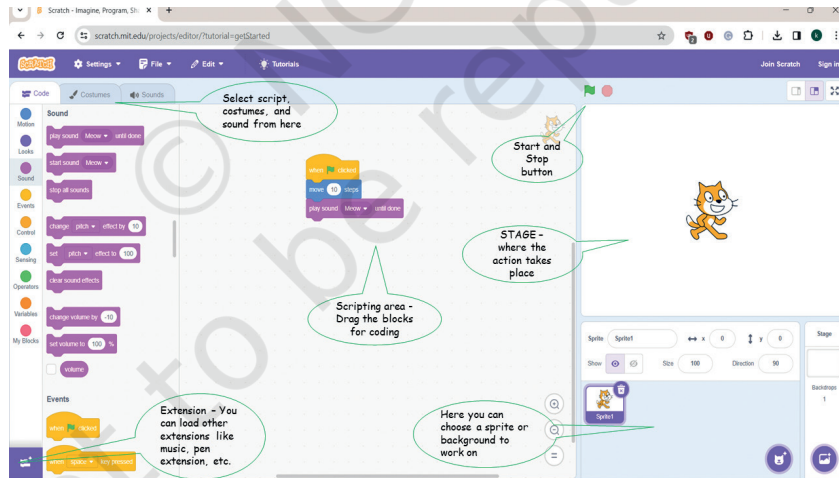 Scratch - Imagine, Program, Sh
scratch.mit.edu/projects/editor/?tutorial=getStarted
SCRATCH Settings File Edit Tutorials Join Scratch Sign in
Code Costumes Sounds
Motion
Looks
Sound
Events
Control
Sensing
Operators
Variables
My Blocks
Sound
play sound Meow until done
start sound Meow
stop all sounds
change pitch effect by 10
set pitch effect to 100
clear sound effects
change volume by -10
set volume to 100 %
volume
Events
when clicked
when space key pressed
Select script,
costumes, and
sound from here
when clicked
move 10 steps
play sound Meow until done
Scripting area -
Drag the blocks
for coding
Extension - You
can load other
extensions like
music, pen
extension, etc.
Start and
Stop
button
STAGE -
where the
action takes
place
Here you can
choose a sprite or
background to
work on
Sprite Sprite1 x 0 y 0
Show Size 100 Direction 90
Sprite1
Stage
Backdrops
1